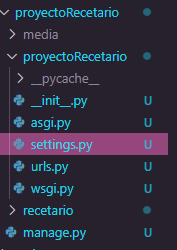 proyectoRecetario
media
proyectoRecetario
__pycache__
__init__.py U
asgi.py U
settings.py U
urls.py U
wsgi.py U
recetario
manage.py U